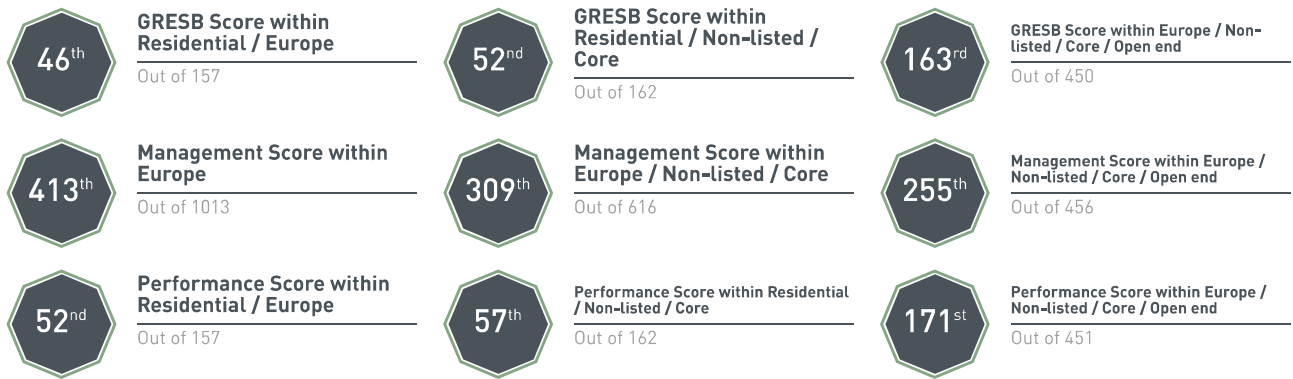 46th
GRESB Score within
Residential / Europe
Out of 157
52nd
GRESB Score within
Residential / Non-listed /
Core
Out of 162
163rd
GRESB Score within Europe / Non-
listed / Core / Open end
Out of 450
413th
Management Score within
Europe
Out of 1013
309th
Management Score within
Europe / Non-listed / Core
Out of 616
255th
Management Score within Europe /
Non-listed / Core / Open end
Out of 456
52nd
Performance Score within
Residential / Europe
Out of 157
57th
Performance Score within Residential
/ Non-listed / Core
Out of 162
171st
Performance Score within Europe /
Non-listed / Core / Open end
Out of 451